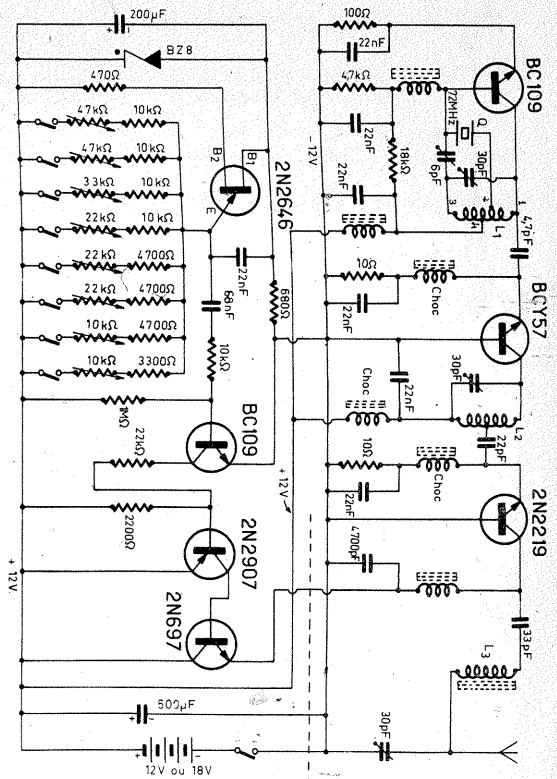 200µF
BZ8
470Ω
47kΩ 10kΩ
47kΩ 10kΩ
33kΩ 10kΩ
22kΩ 10kΩ
22kΩ 4700Ω
22kΩ 4700Ω
10kΩ 4700Ω
10kΩ 3300Ω
B1
B2
E
2N2646
22nF
68nF
10kΩ
680Ω
1MΩ
BC109
22kΩ
2200Ω
2N2907
2N697
+ 12V
+ 12V
500µF
12V ou 18V
100Ω
22nF
4,7kΩ
22nF
18kΩ
22nF
- 12V
BC109
72MHz
Q
6pF
30pF
L1
1
2
3
4
4,7pF
10Ω
22nF
Choc
BCY57
22nF
Choc
30pF
L2
22pF
10Ω
22nF
Choc
2N2219
4700pF
33pF
L3
30pF